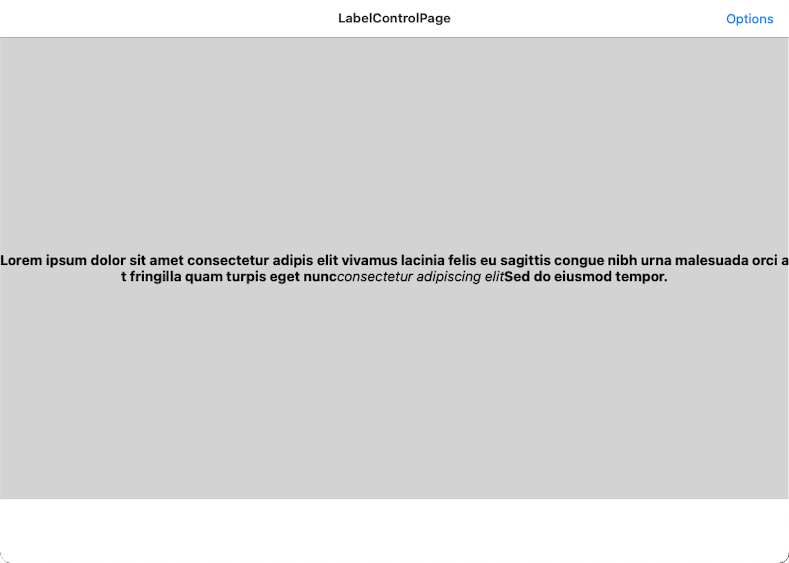 LabelControlPage
Options
Lorem ipsum dolor sit amet consectetur adipis elit vivamus lacinia felis eu sagittis congue nibh urna malesuada orci a
t fringilla quam turpis eget nuncconsectetur adipiscing elitSed do eiusmod tempor.